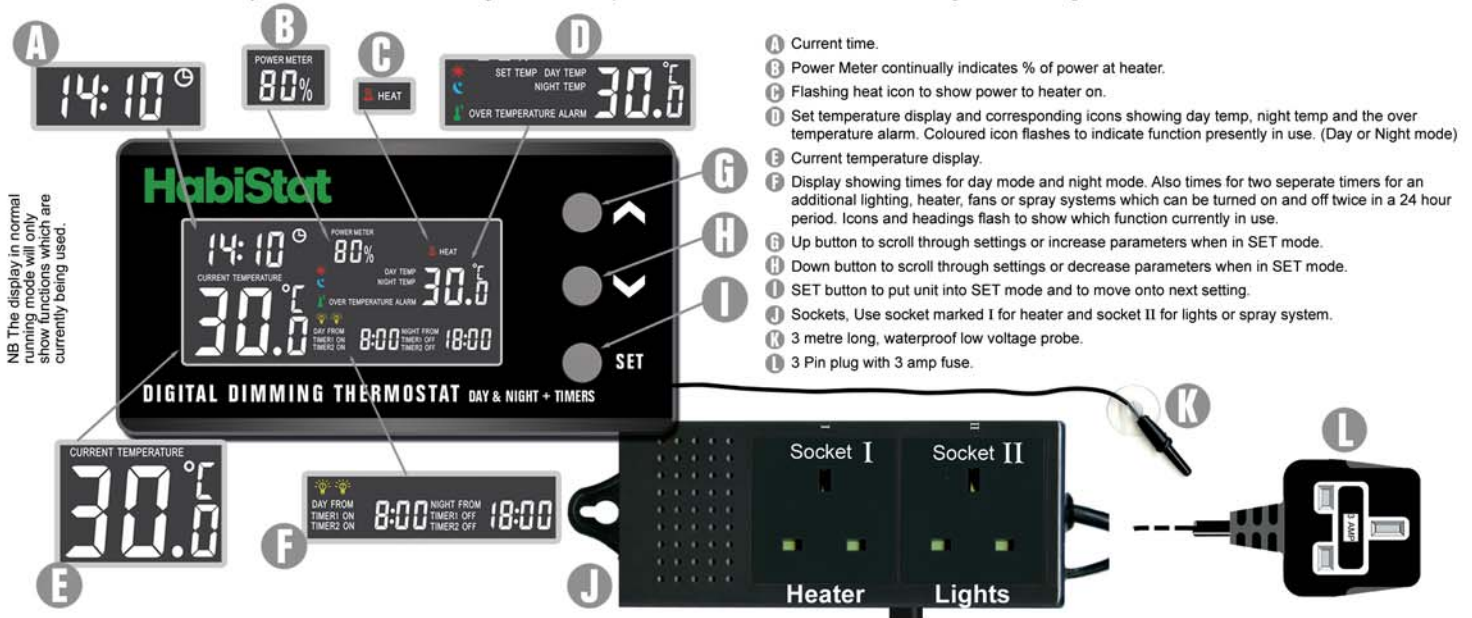 A
14:10
B
POWER METER
80%
C
HEAT
D
SET TEMP DAY TEMP
NIGHT TEMP
OVER TEMPERATURE ALARM
30.0 °C
NB The display in normal
running mode will only
show functions which are
currently being used.
HabiStat
14:10
POWER METER
80%
HEAT
CURRENT TEMPERATURE
30.0 °C
DAY TEMP
NIGHT TEMP
OVER TEMPERATURE ALARM
30.0 °C
DAY FROM
TIMER1 ON
TIMER2 ON
8:00
NIGHT FROM
TIMER1 OFF
TIMER2 OFF
18:00
SET
DIGITAL DIMMING THERMOSTAT DAY & NIGHT + TIMERS
G
H
I
CURRENT TEMPERATURE
30.0 °C
E
DAY FROM
TIMER1 ON
TIMER2 ON
8:00
NIGHT FROM
TIMER1 OFF
TIMER2 OFF
18:00
F
I
II
Socket I
Socket II
Heater
Lights
J
K
L
3 AMP
A Current time.
B Power Meter continually indicates % of power at heater.
C Flashing heat icon to show power to heater on.
D Set temperature display and corresponding icons showing day temp, night temp and the over
temperature alarm. Coloured icon flashes to indicate function presently in use. (Day or Night mode)
E Current temperature display.
F Display showing times for day mode and night mode. Also times for two seperate timers for an
additional lighting, heater, fans or spray systems which can be turned on and off twice in a 24 hour
period. Icons and headings flash to show which function currently in use.
G Up button to scroll through settings or increase parameters when in SET mode.
H Down button to scroll through settings or decrease parameters when in SET mode.
I SET button to put unit into SET mode and to move onto next setting.
J Sockets, Use socket marked I for heater and socket II for lights or spray system.
K 3 metre long, waterproof low voltage probe.
L 3 Pin plug with 3 amp fuse.